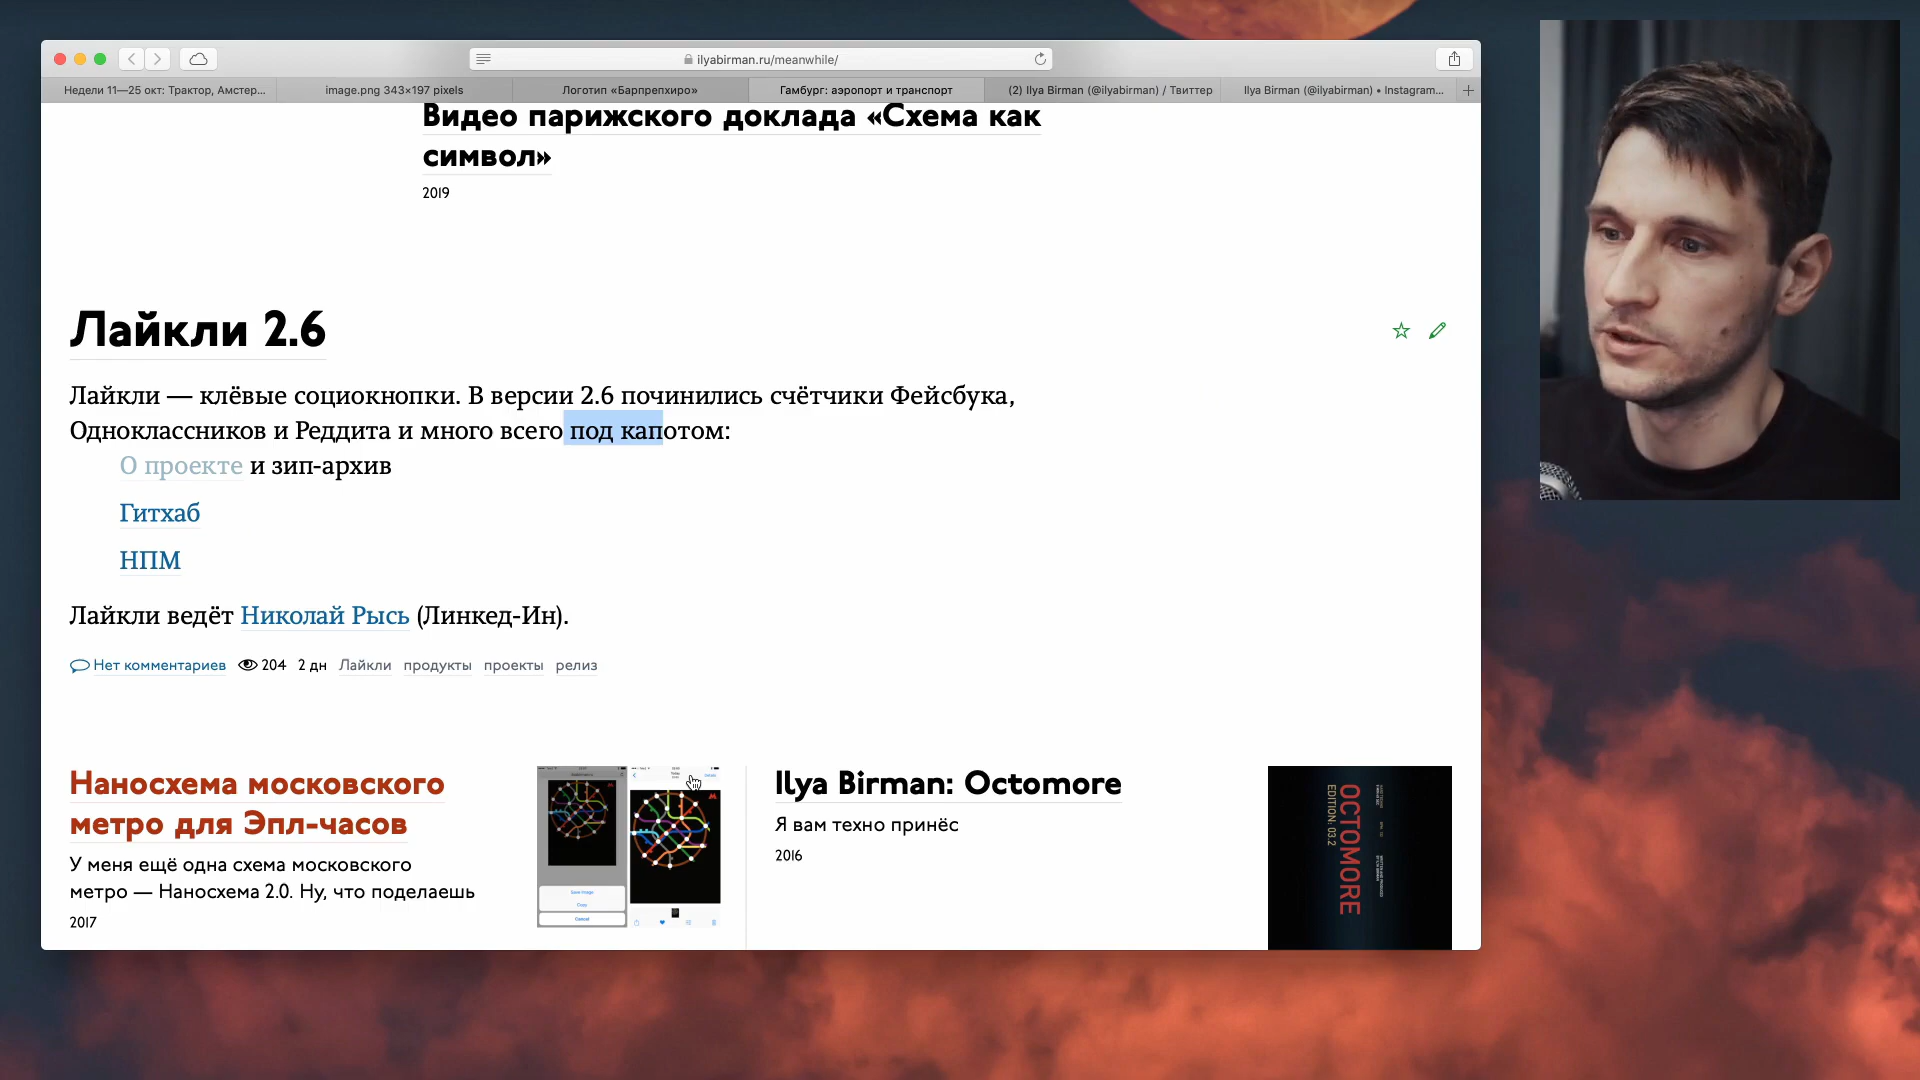 ilyabirman.ru/meanwhile/
Недели 11—25 окт: Трактор, Амстер...
image.png 343×197 pixels
Логотип «Барпрепхиро»
Гамбург: аэропорт и транспорт
(2) Ilya Birman (@ilyabirman) / Твиттер
Ilya Birman (@ilyabirman) • Instagram...
Видео парижского доклада «Схема как
символ»
2019
Лайкли 2.6
Лайкли — клёвые социокнопки. В версии 2.6 починились счётчики Фейсбука,
Одноклассников и Реддита и много всего под капотом:
О проекте и зип-архив
Гитхаб
НПМ
Лайкли ведёт Николай Рысь (Линкед-Ин).
Нет комментариев 204 2 дн Лайкли продукты проекты релиз
Наносхема московского
метро для Эпл-часов
У меня ещё одна схема московского
метро — Наносхема 2.0. Ну, что поделаешь
2017
Save Image
Copy
Cancel
Ilya Birman: Octomore
Я вам техно принёс
2016
OCTOMORE
EDITION: 03.2